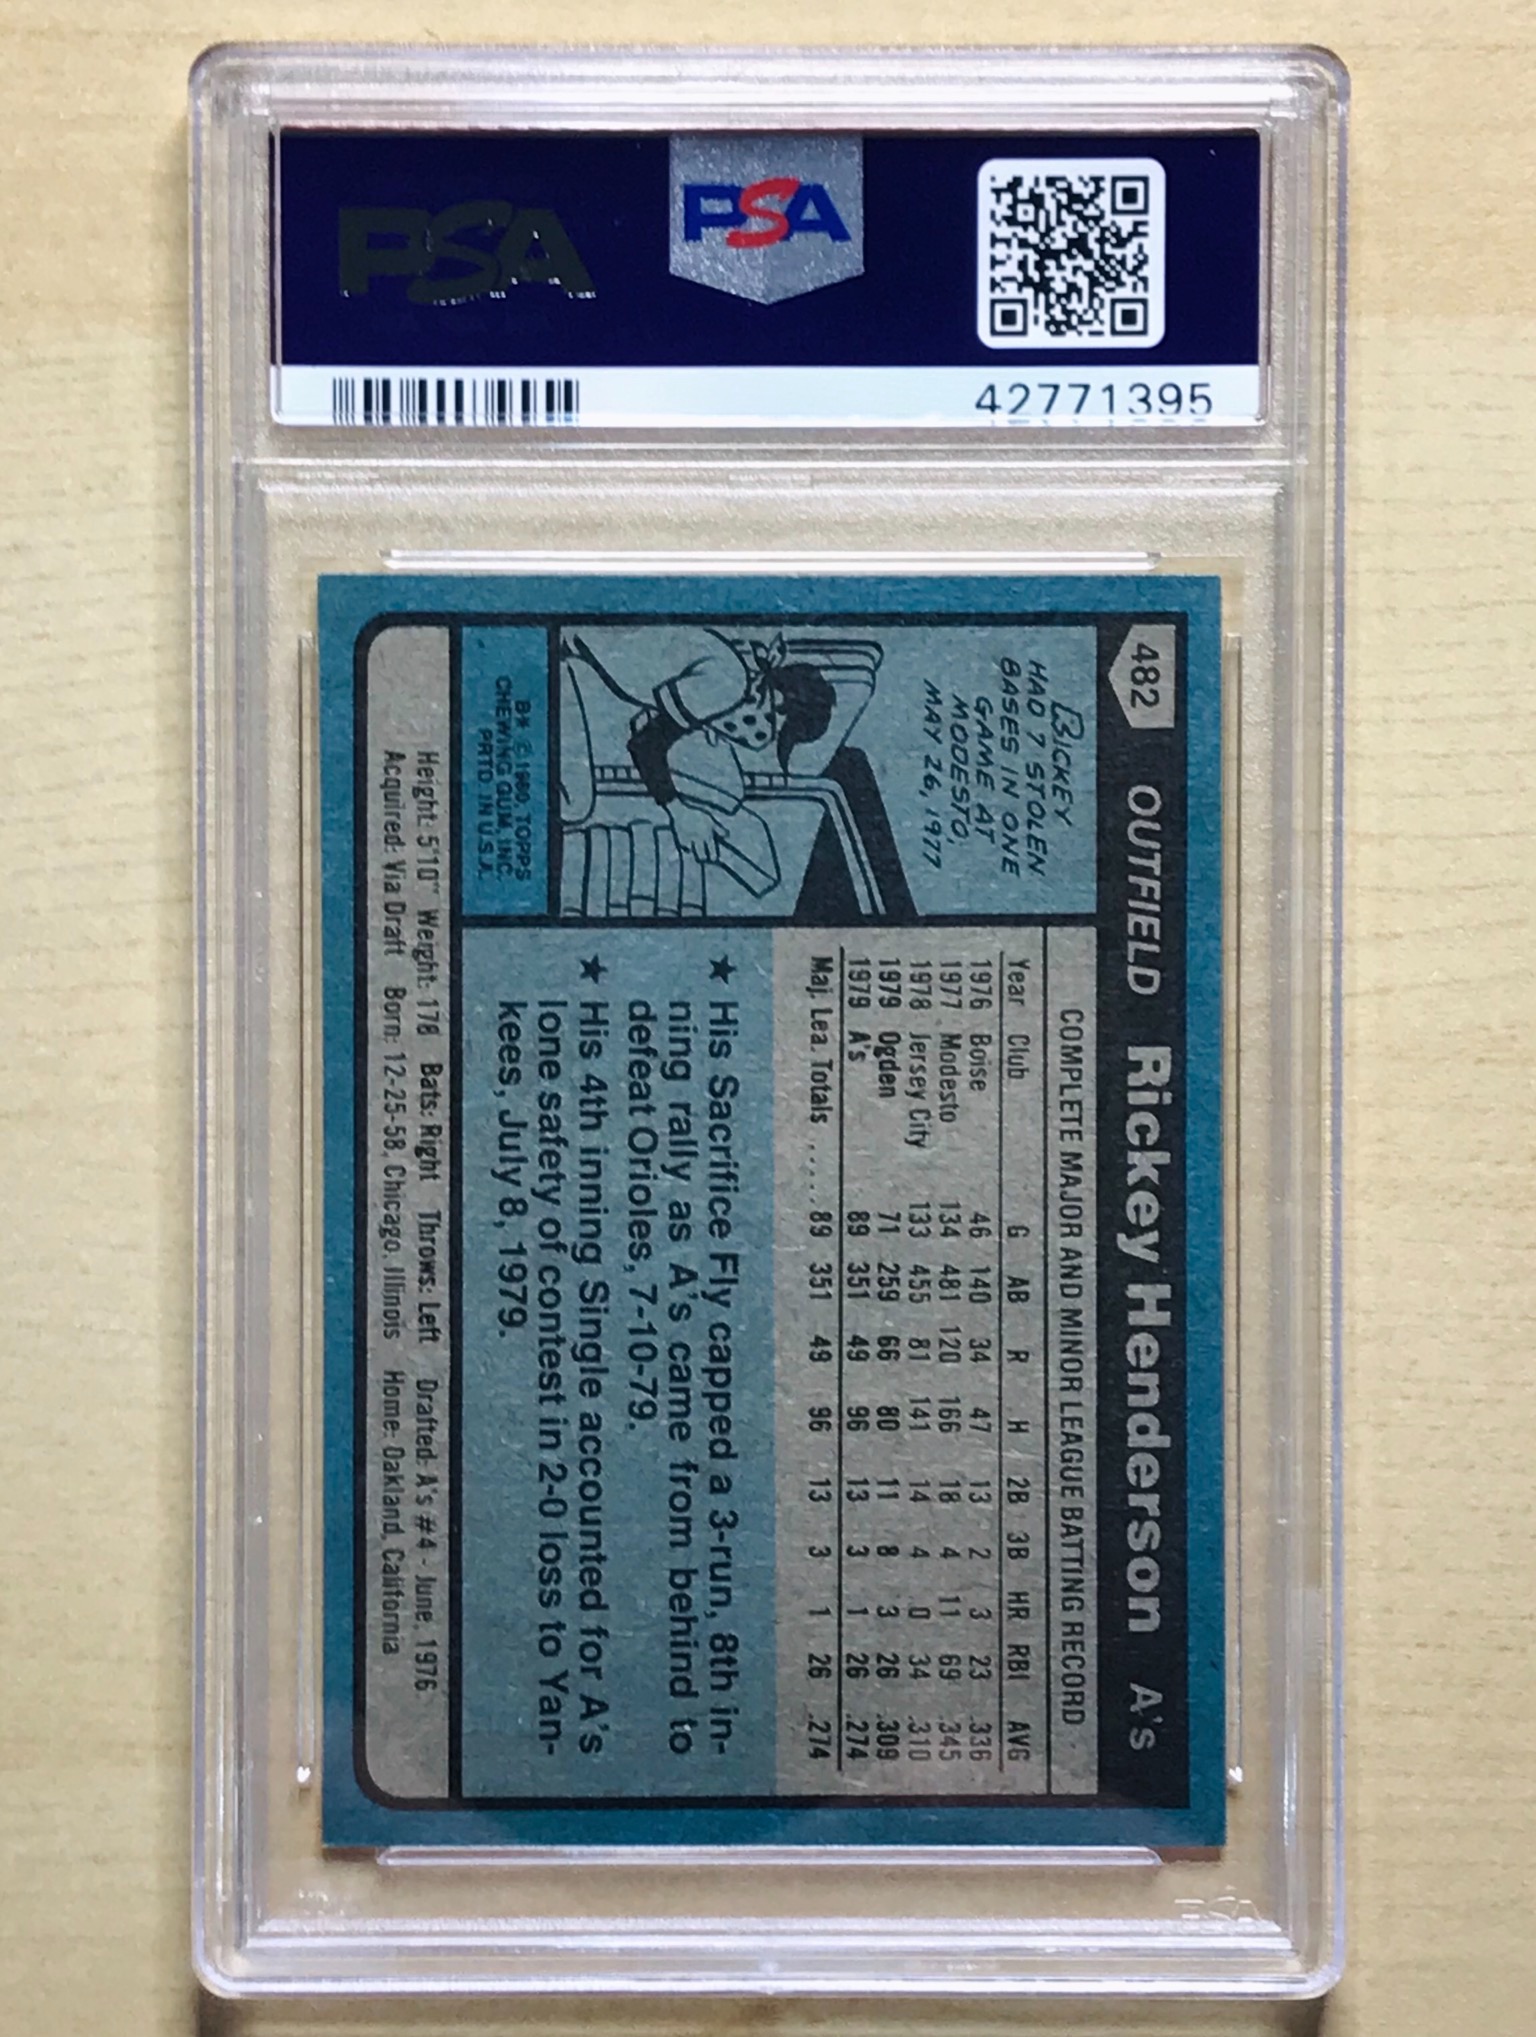 PSA
PSA
42771395
482 OUTFIELD Rickey Henderson A's
RICKEY
HAD 7 STOLEN
BASES IN ONE
GAME AT
MODESTO,
MAY 26, 1977
B* © 1980, TOPPS
CHEWING GUM, INC.
PRTD. IN U.S.A.
COMPLETE MAJOR AND MINOR LEAGUE BATTING RECORD
Year Club G AB R H 2B 3B HR RBI AVG
1976 Boise 46 140 34 47 13 2 3 23 .336
1977 Modesto 134 481 120 166 18 4 11 69 .345
1978 Jersey City 133 455 81 141 14 4 0 34 .310
1979 Ogden 71 259 66 80 11 8 3 26 .309
1979 A's 89 351 49 96 13 3 1 26 .274
Maj. Lea. Totals ..... 89 351 49 96 13 3 1 26 .274
★ His Sacrifice Fly capped a 3-run, 8th in-
ning rally as A's came from behind to
defeat Orioles, 7-10-79.
★ His 4th inning Single accounted for A's
lone safety of contest in 2-0 loss to Yan-
kees, July 8, 1979.
Height: 5'10" Weight: 178 Bats: Right Throws: Left Drafted: A's #4 - June, 1976
Acquired: Via Draft Born: 12-25-58, Chicago, Illinois Home: Oakland, California
PSA